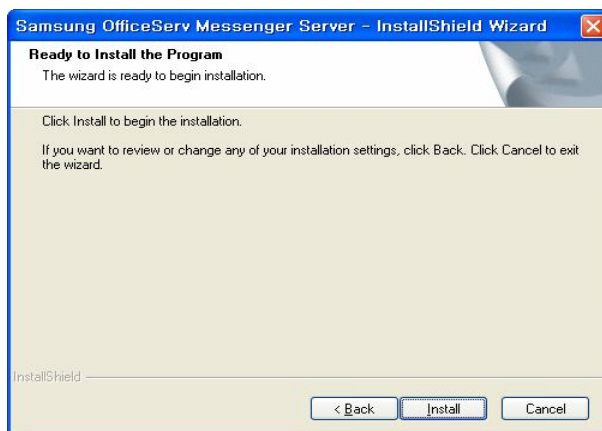 Samsung OfficeServ Messenger Server - InstallShield Wizard
Ready to Install the Program
The wizard is ready to begin installation.
Click Install to begin the installation.
If you want to review or change any of your installation settings, click Back. Click Cancel to exit
the wizard.
InstallShield
< Back Install Cancel